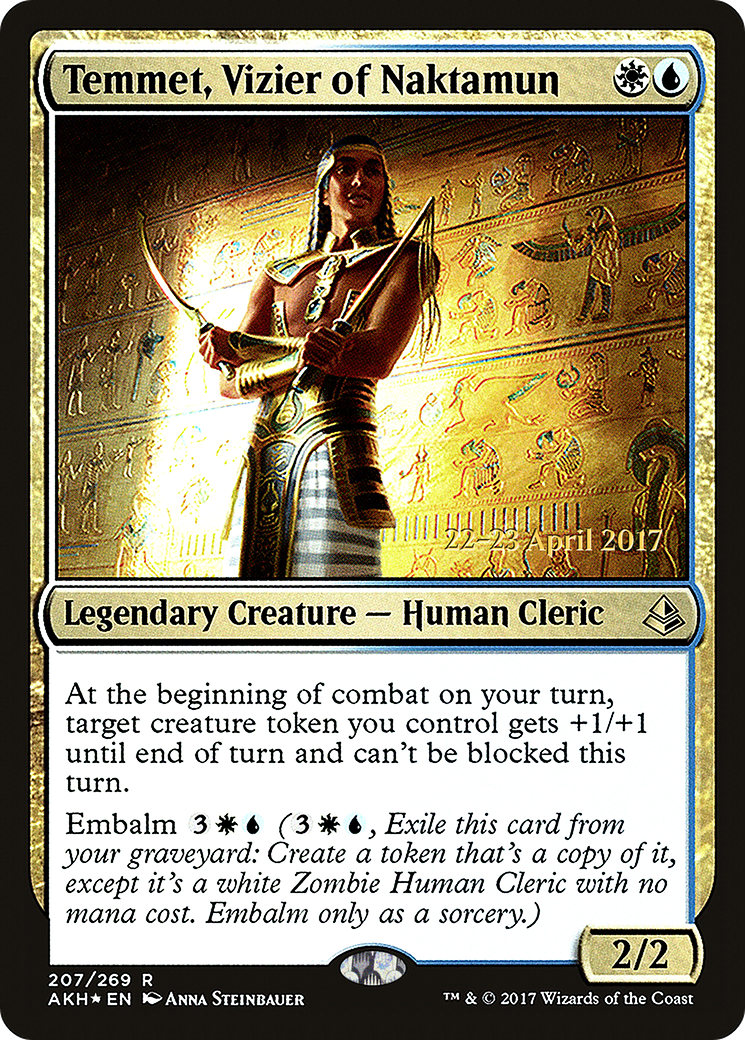 Temmet, Vizier of Naktamun
22–23 April 2017
Legendary Creature — Human Cleric
At the beginning of combat on your turn,
target creature token you control gets +1/+1
until end of turn and can't be blocked this
turn.
Embalm 3 (3, Exile this card from
your graveyard: Create a token that's a copy of it,
except it's a white Zombie Human Cleric with no
mana cost. Embalm only as a sorcery.)
2/2
207/269 R
AKH★EN Anna Steinbauer
™ & © 2017 Wizards of the Coast